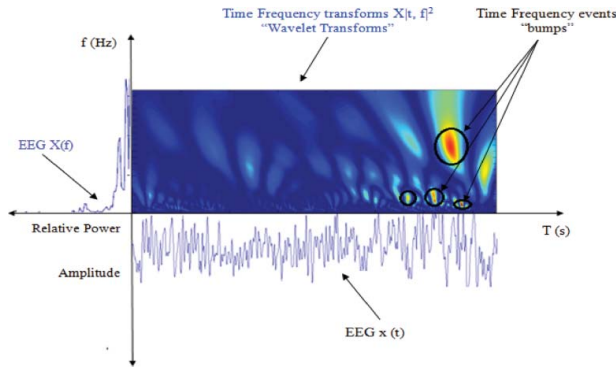 Time Frequency transforms X|t, f|²
“Wavelet Transforms”
Time Frequency events
“bumps”
f (Hz)
EEG X(f)
Relative Power
T (s)
Amplitude
EEG x (t)